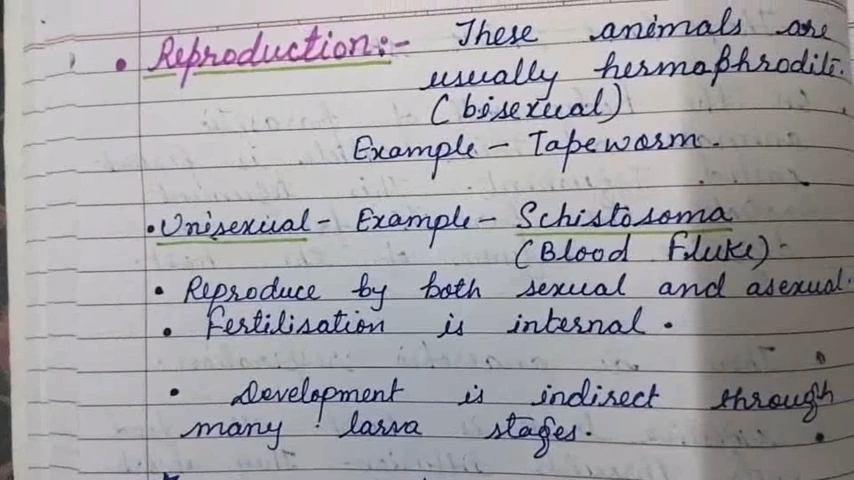 • Reproduction:- These animals are
usually hermaphrodite.
(bisexual)
Example - Tapeworm.
• Unisexual - Example - Schistosoma
(Blood Fluke).
• Reproduce by both sexual and asexual.
• Fertilisation is internal.
• Development is indirect through
many larva stages.